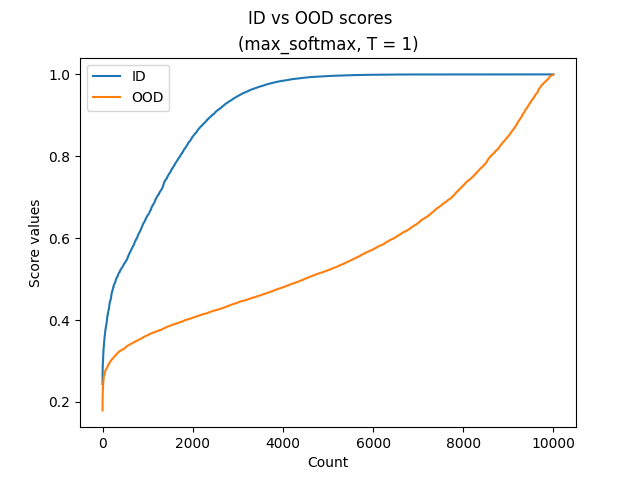 ID vs OOD scores
(max_softmax, T = 1)
ID
OOD
1.0
0.8
0.6
0.4
0.2
Score values
0
2000
4000
6000
8000
10000
Count